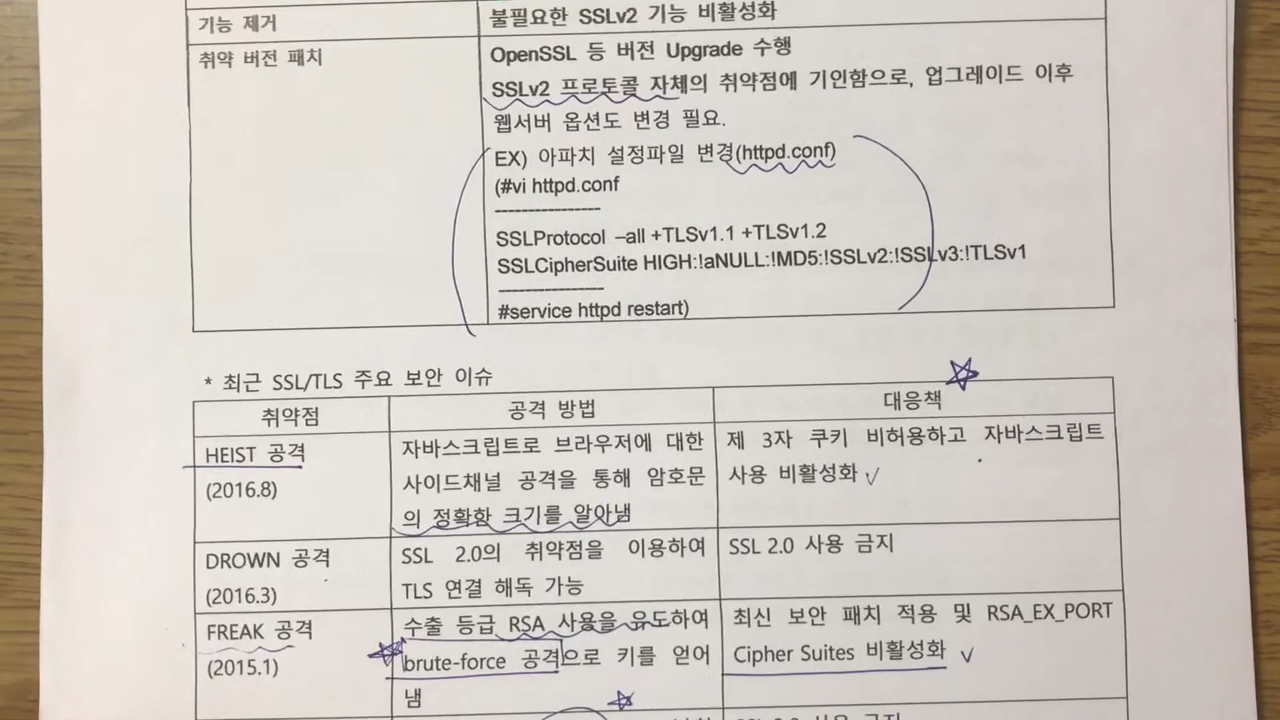 기능 제거
불필요한 SSLv2 기능 비활성화
취약 버전 패치
OpenSSL 등 버전 Upgrade 수행
SSLv2 프로토콜 자체의 취약점에 기인함으로, 업그레이드 이후
웹서버 옵션도 변경 필요.
EX) 아파치 설정파일 변경(httpd.conf)
(#vi httpd.conf
----------------
SSLProtocol –all +TLSv1.1 +TLSv1.2
SSLCipherSuite HIGH:!aNULL:!MD5:!SSLv2:!SSLv3:!TLSv1
----------------
#service httpd restart)
* 최근 SSL/TLS 주요 보안 이슈
취약점
공격 방법
대응책
HEIST 공격
(2016.8)
자바스크립트로 브라우저에 대한
사이드채널 공격을 통해 암호문
의 정확한 크기를 알아냄
제 3자 쿠키 비허용하고 자바스크립트
사용 비활성화
DROWN 공격
(2016.3)
SSL 2.0의 취약점을 이용하여
TLS 연결 해독 가능
SSL 2.0 사용 금지
FREAK 공격
(2015.1)
수출 등급 RSA 사용을 유도하여
brute-force 공격으로 키를 얻어
냄
최신 보안 패치 적용 및 RSA_EX_PORT
Cipher Suites 비활성화